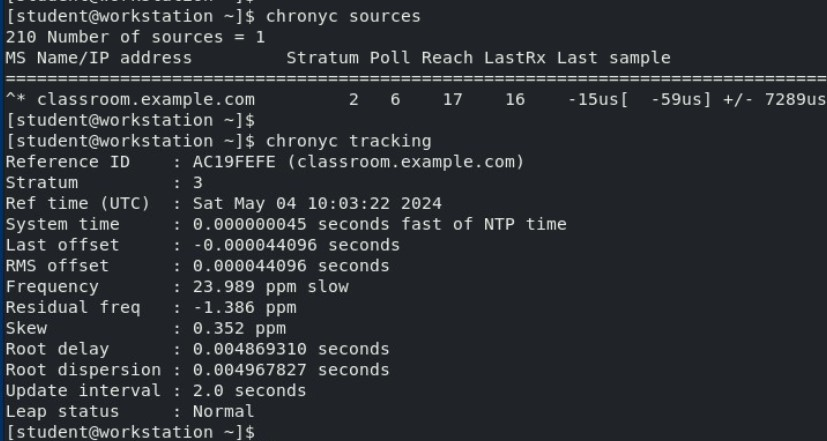 [student@workstation ~]$
[student@workstation ~]$ chronyc sources
210 Number of sources = 1
MS Name/IP address         Stratum Poll Reach LastRx Last sample
===============================================================================
^* classroom.example.com         2   6    17    16    -15us[  -59us] +/- 7289us
[student@workstation ~]$
[student@workstation ~]$ chronyc tracking
Reference ID    : AC19FEFE (classroom.example.com)
Stratum         : 3
Ref time (UTC)  : Sat May 04 10:03:22 2024
System time     : 0.000000045 seconds fast of NTP time
Last offset     : -0.000044096 seconds
RMS offset      : 0.000044096 seconds
Frequency       : 23.989 ppm slow
Residual freq   : -1.386 ppm
Skew            : 0.352 ppm
Root delay      : 0.004869310 seconds
Root dispersion : 0.004967827 seconds
Update interval : 2.0 seconds
Leap status     : Normal
[student@workstation ~]$